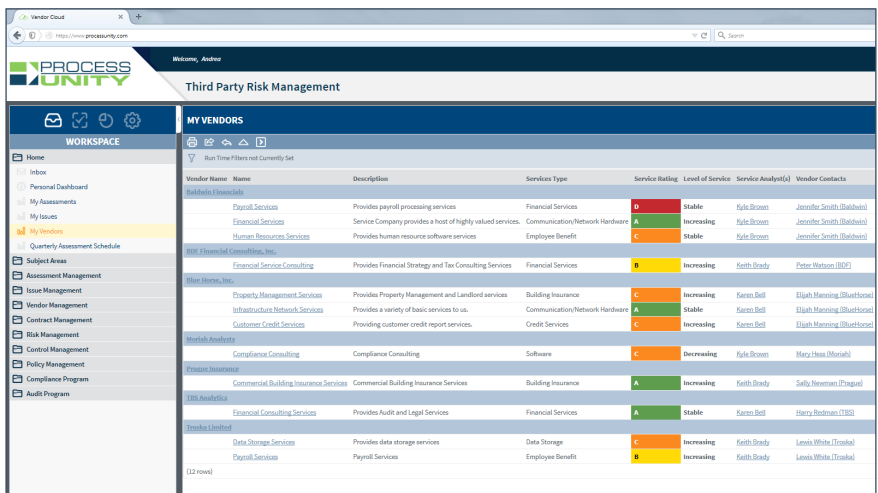 Vendor Cloud × +
https://www.processunity.com Search
PROCESS
UNITY
Welcome, Andrea
Third Party Risk Management
WORKSPACE
Home
Inbox
Personal Dashboard
My Assessments
My Issues
My Vendors
Quarterly Assessment Schedule
Subject Areas
Assessment Management
Issue Management
Vendor Management
Contract Management
Risk Management
Control Management
Policy Management
Compliance Program
Audit Program
MY VENDORS
Run Time Filters not Currently Set
Vendor Name Name Description Services Type Service Rating Level of Service Service Analyst(s) Vendor Contacts
Baldwin Financials
Payroll Services Provides payroll processing services Financial Services D Stable Kyle Brown Jennifer Smith (Baldwin)
Financial Services Service Company provides a host of highly valued services. Communication/Network Hardware A Increasing Kyle Brown Jennifer Smith (Baldwin)
Human Resources Services Provides human resource software services Employee Benefit C Stable Kyle Brown Jennifer Smith (Baldwin)
BDF Financial Consulting, Inc.
Financial Service Consulting Provides Financial Strategy and Tax Consulting Services Financial Services B Increasing Keith Brady Peter Watson (BDF)
Blue Horse, Inc.
Property Management Services Provides Property Management and Landlord services Building Insurance C Increasing Karen Bell Elijah Manning (BlueHorse)
Infrastructure Network Services Provides a variety of basic services to us. Communication/Network Hardware A Stable Karen Bell Elijah Manning (BlueHorse)
Customer Credit Services Providing customer credit report services. Credit Services C Increasing Karen Bell Elijah Manning (BlueHorse)
Moriah Analysts
Compliance Consulting Compliance Consulting Software C Decreasing Kyle Brown Mary Hess (Moriah)
Prague Insurance
Commercial Building Insurance Services Commercial Building Insurance Services Building Insurance A Increasing Keith Brady Sally Newman (Prague)
TBS Analytics
Financial Consulting Services Provides Audit and Legal Services Financial Services A Stable Karen Bell Harry Redman (TBS)
Troska Limited
Data Storage Services Provides data storage services Data Storage C Increasing Keith Brady Lewis White (Troska)
Payroll Services Payroll Services Employee Benefit B Increasing Keith Brady Lewis White (Troska)
(12 rows)